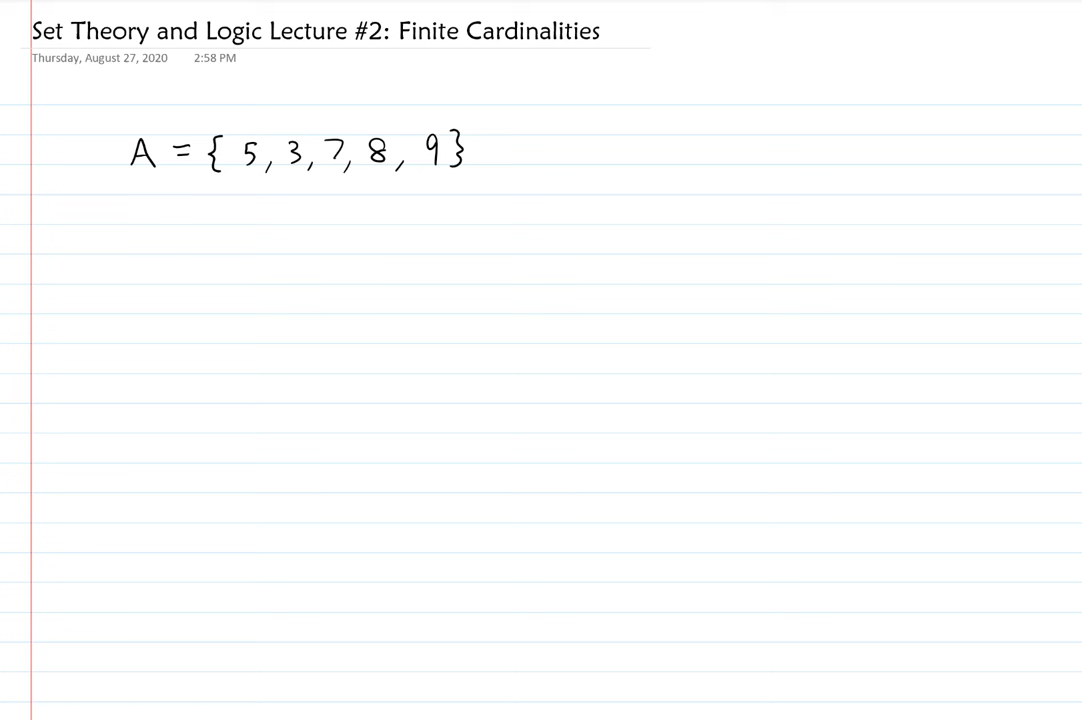 Set Theory and Logic Lecture #2: Finite Cardinalities
Thursday, August 27, 2020 2:58 PM
A = { 5, 3, 7, 8, 9 }